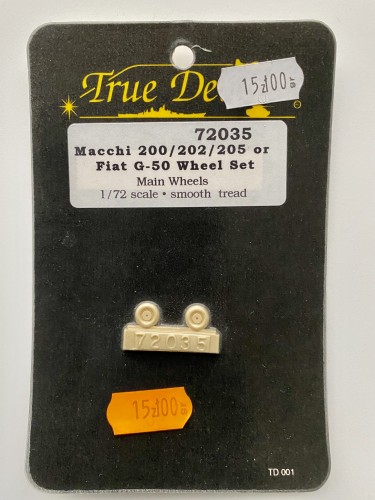 True De
15zł00gr
72035
Macchi 200/202/205 or
Fiat G-50 Wheel Set
Main Wheels
1/72 scale • smooth tread
72035
15zł00gr
TD 001